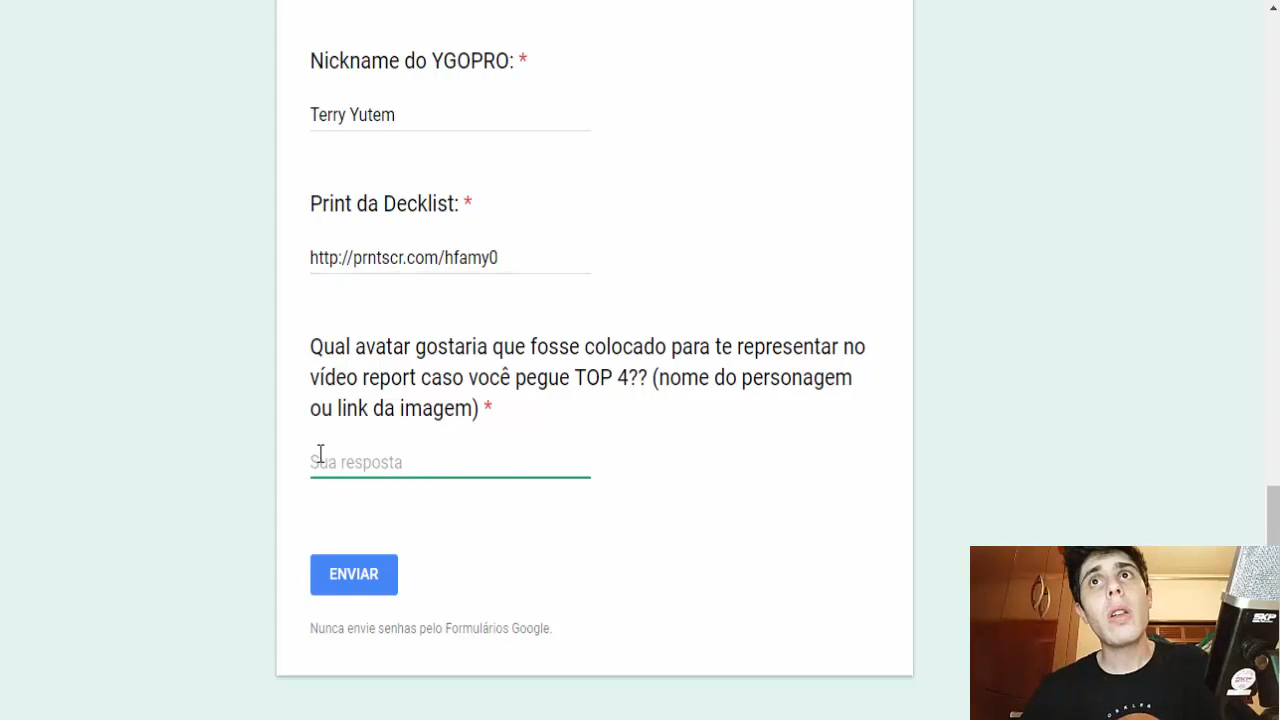 Nickname do YGOPRO: *
Terry Yutem
Print da Decklist: *
http://prntscr.com/hfamy0
Qual avatar gostaria que fosse colocado para te representar no
vídeo report caso você pegue TOP 4?? (nome do personagem
ou link da imagem) *
Sua resposta
ENVIAR
Nunca envie senhas pelo Formulários Google.
SKP